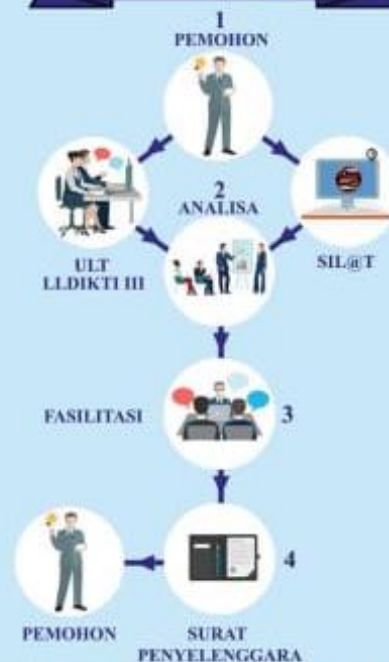 1
PEMOHON
2
ANALISA
ULT
LLDIKTI III
SIL@T
FASILITASI
3
4
PEMOHON
SURAT
PENYELENGGARA